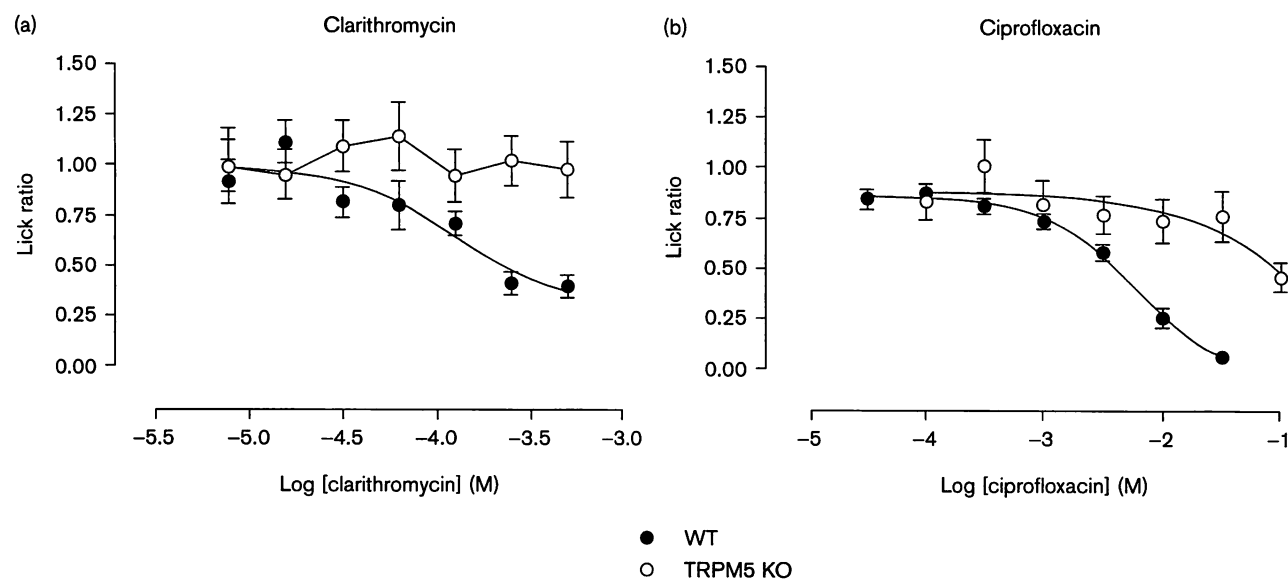 (a)
Clarithromycin
1.50
1.25
1.00
0.75
0.50
0.25
0.00
Lick ratio
–5.5 –5.0 –4.5 –4.0 –3.5 –3.0
Log [clarithromycin] (M)
(b)
Ciprofloxacin
1.50
1.25
1.00
0.75
0.50
0.25
0.00
Lick ratio
–5 –4 –3 –2 –1
Log [ciprofloxacin] (M)
WT
TRPM5 KO